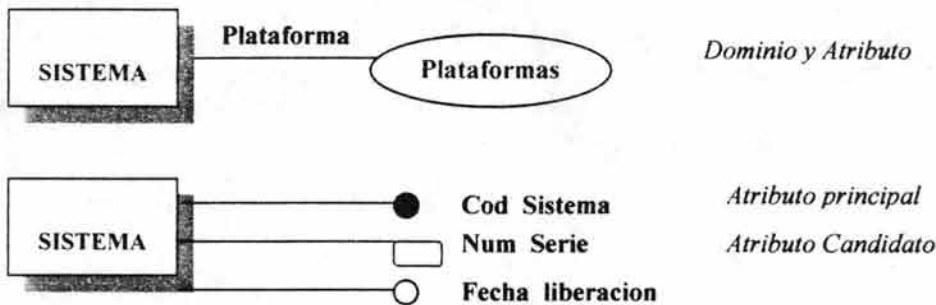 Plataforma
SISTEMA
Plataformas
Dominio y Atributo
SISTEMA
Cod Sistema
Atributo principal
Num Serie
Atributo Candidato
Fecha liberacion